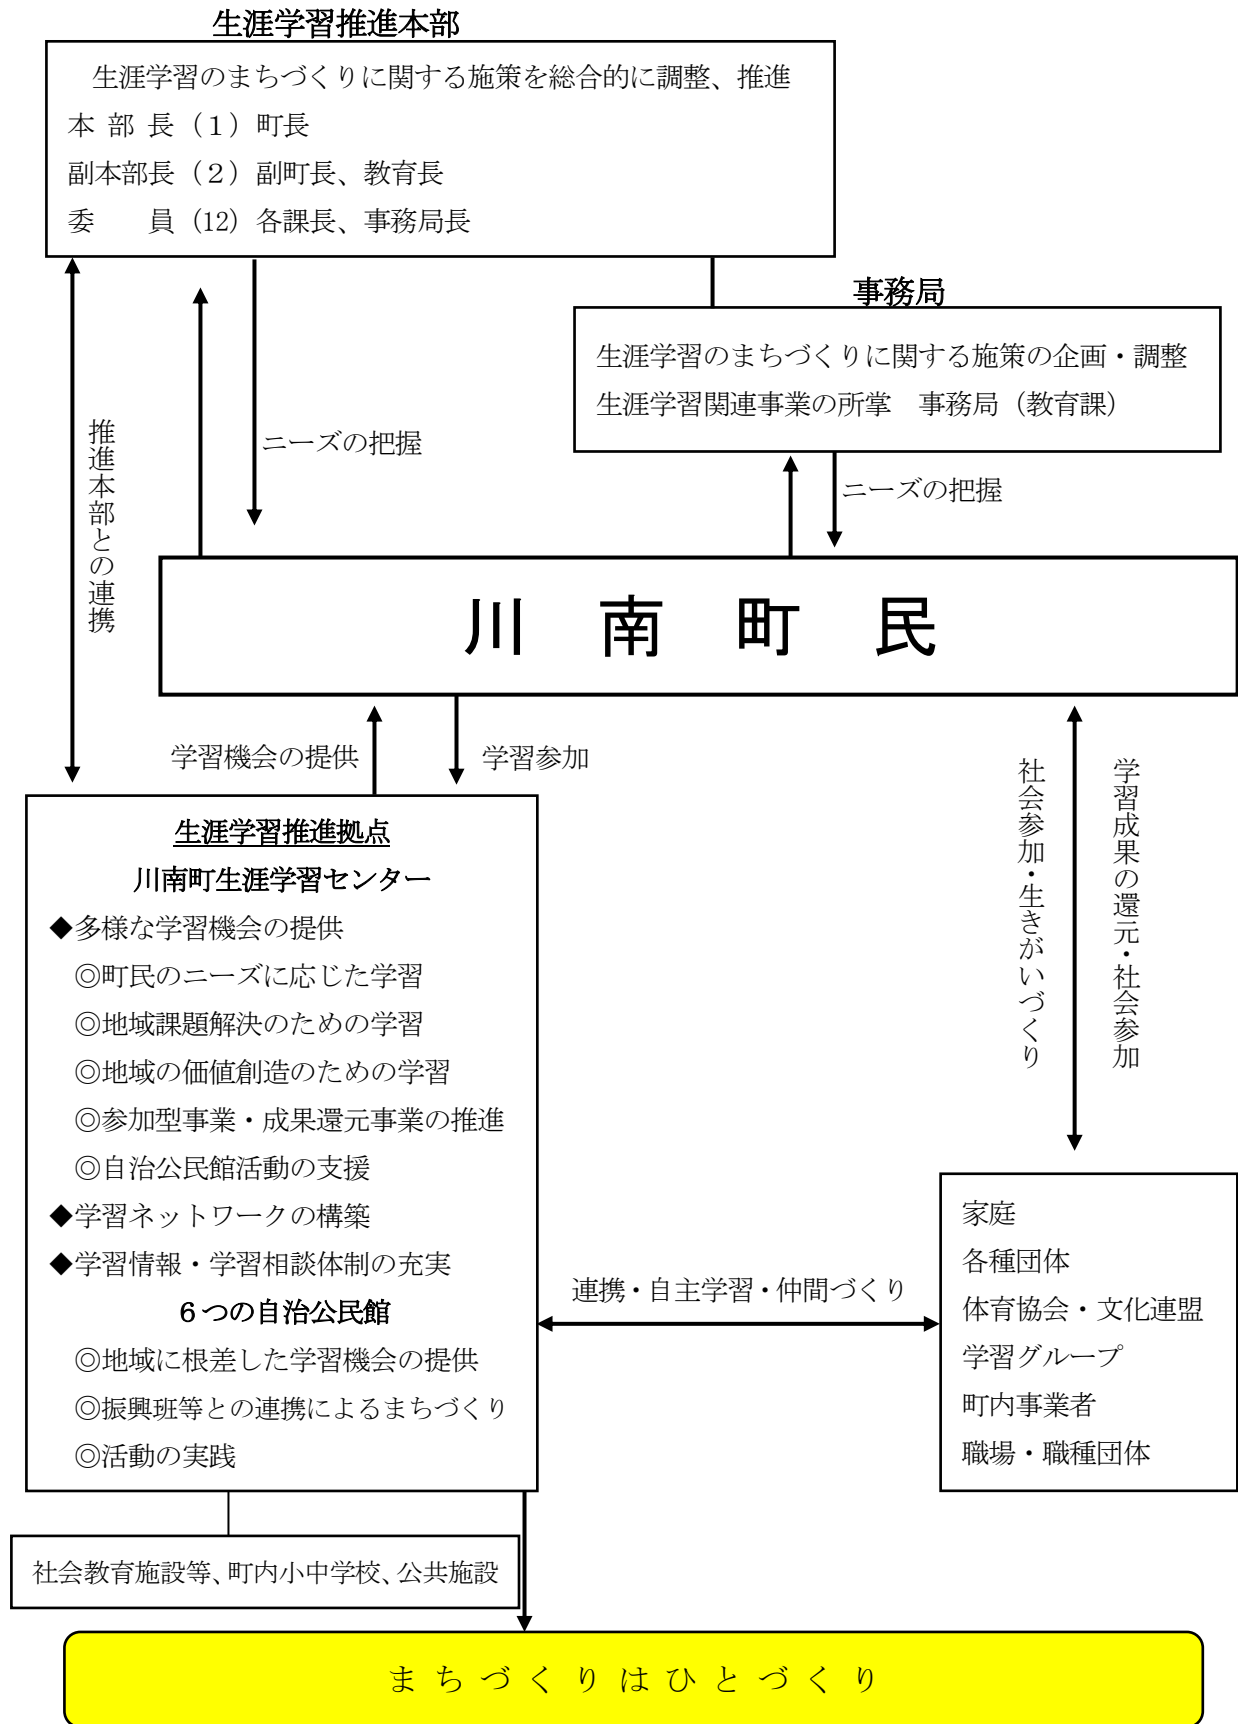 生涯学習推進本部
生涯学習のまちづくりに関する施策を総合的に調整、推進
本 部 長（１）町長
副本部長（２）副町長、教育長
委　　員（12）各課長、事務局長
事務局
生涯学習のまちづくりに関する施策の企画・調整
生涯学習関連事業の所掌　事務局（教育課）
推進本部との連携
ニーズの把握
ニーズの把握
川　南　町　民
学習機会の提供
学習参加
社会参加・生きがいづくり
学習成果の還元・社会参加
生涯学習推進拠点
川南町生涯学習センター
◆多様な学習機会の提供
◎町民のニーズに応じた学習
◎地域課題解決のための学習
◎地域の価値創造のための学習
◎参加型事業・成果還元事業の推進
◎自治公民館活動の支援
◆学習ネットワークの構築
◆学習情報・学習相談体制の充実
６つの自治公民館
◎地域に根差した学習機会の提供
◎振興班等との連携によるまちづくり
◎活動の実践
連携・自主学習・仲間づくり
家庭
各種団体
体育協会・文化連盟
学習グループ
町内事業者
職場・職種団体
社会教育施設等、町内小中学校、公共施設
ま ち づ く り は ひ と づ く り